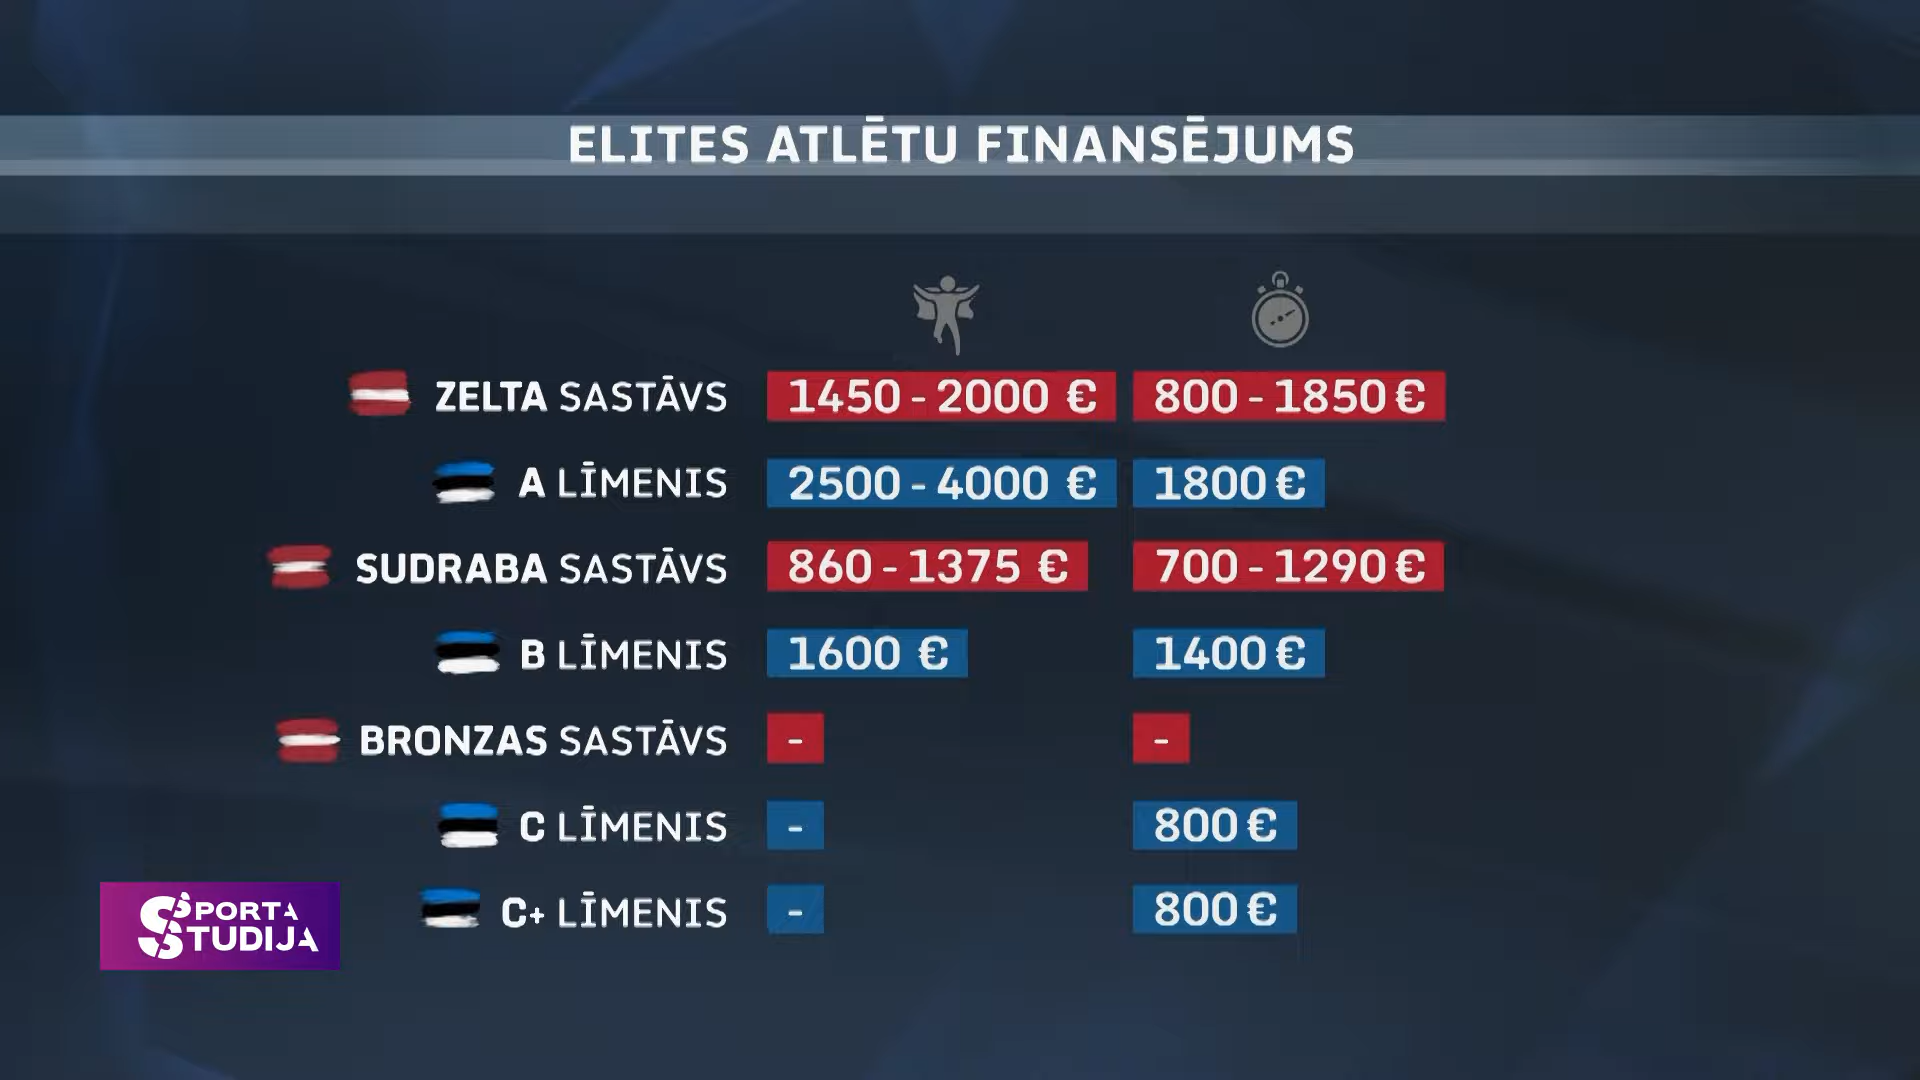 ELITES ATLĒTU FINANSĒJUMS
ZELTA SASTĀVS 1450 - 2000 € 800 - 1850 €
A LĪMENIS 2500 - 4000 € 1800 €
SUDRABA SASTĀVS 860 - 1375 € 700 - 1290 €
B LĪMENIS 1600 € 1400 €
BRONZAS SASTĀVS - -
C LĪMENIS - 800 €
C+ LĪMENIS - 800 €
SPORTA
STUDIJA